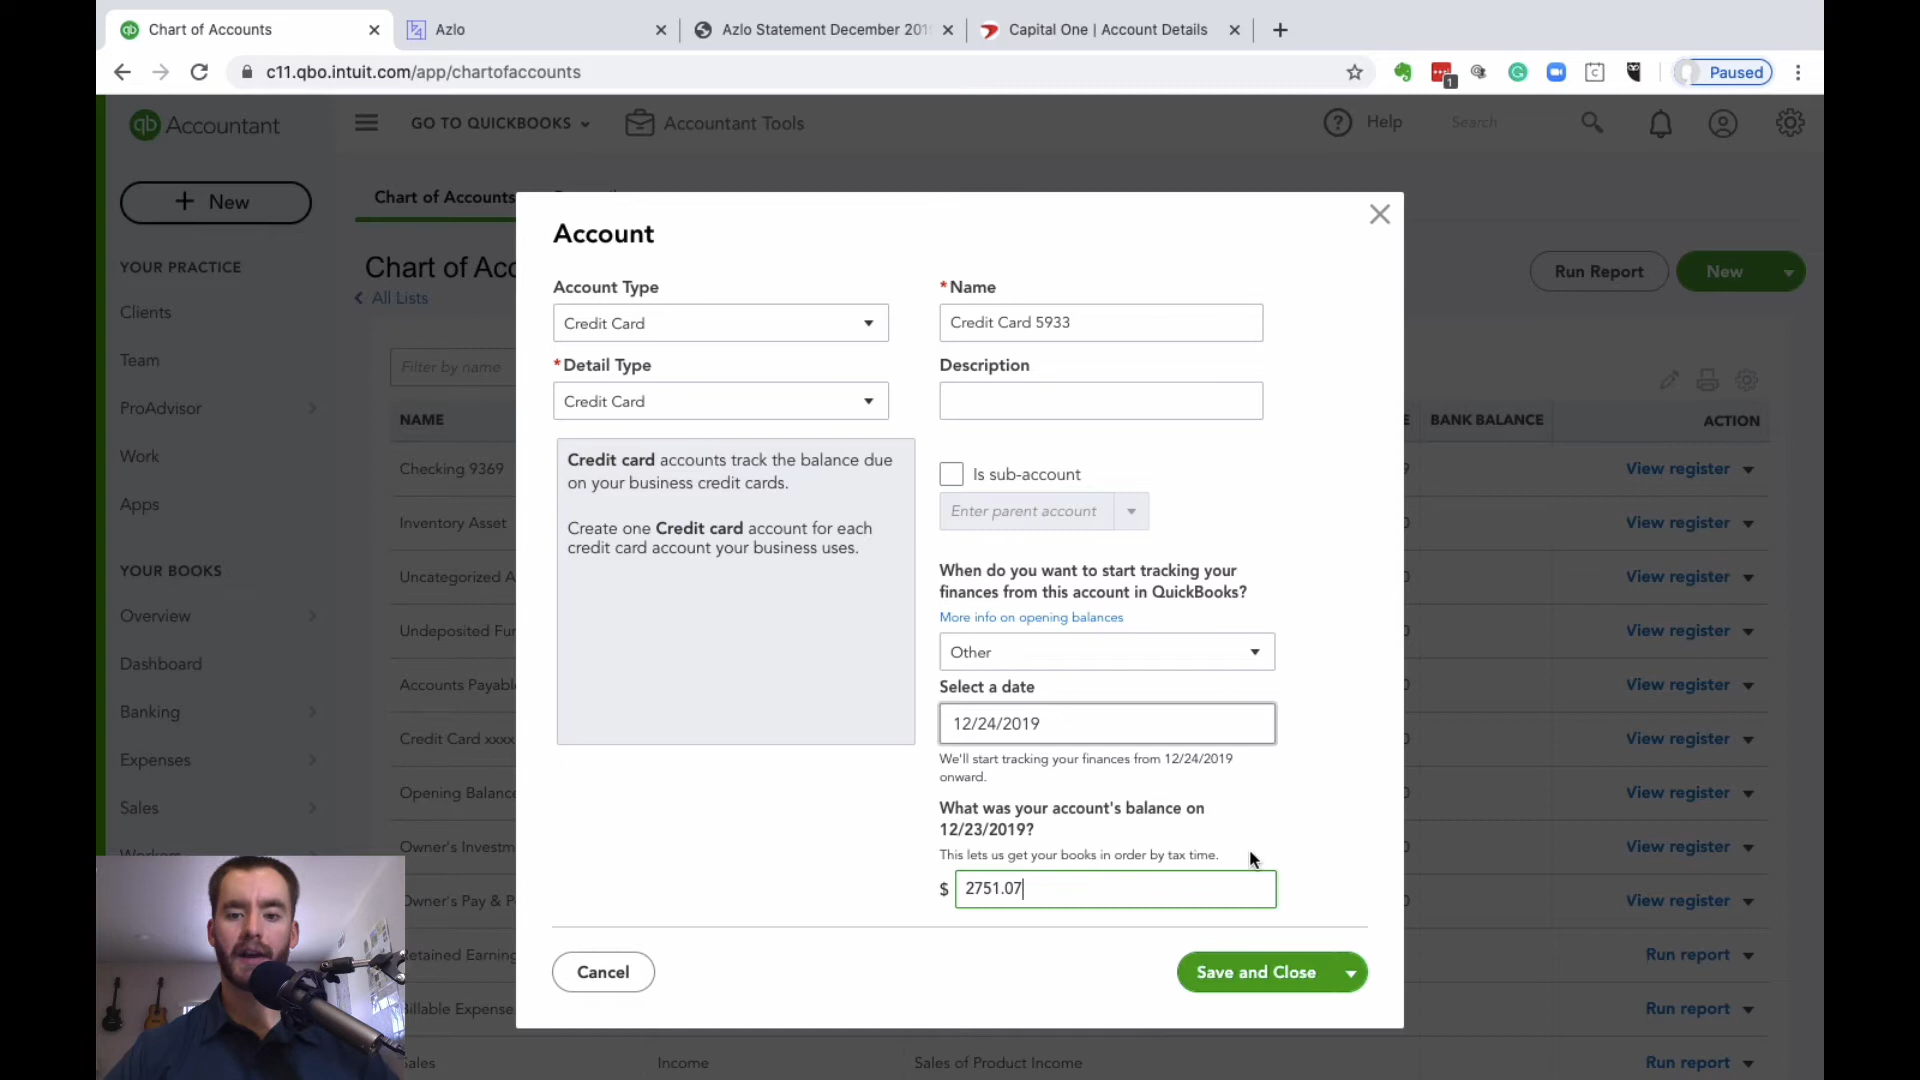 Chart of Accounts
Azlo
Azlo Statement December 201
Capital One | Account Details
c11.qbo.intuit.com/app/chartofaccounts
1
Paused
qb Accountant
GO TO QUICKBOOKS
Accountant Tools
Help
Search
+ New
Chart of Accounts
YOUR PRACTICE
Chart of Acc
All Lists
Run Report
New
Clients
Team
ProAdvisor
Work
Apps
YOUR BOOKS
Overview
Dashboard
Banking
Expenses
Sales
Workers
Filter by name
NAME
BANK BALANCE
ACTION
Checking 9369
View register
Inventory Asset
View register
Uncategorized A
View register
Undeposited Fu
View register
Accounts Payabl
View register
Credit Card xxxx
View register
Opening Balance
View register
Owner's Investm
View register
Owner's Pay & P
View register
Retained Earning
Run report
Billable Expense
Run report
Sales
Income
Sales of Product Income
Run report
Account
Account Type
Credit Card
*Detail Type
Credit Card
Credit card accounts track the balance due
on your business credit cards.
Create one Credit card account for each
credit card account your business uses.
*Name
Credit Card 5933
Description
Is sub-account
Enter parent account
When do you want to start tracking your
finances from this account in QuickBooks?
More info on opening balances
Other
Select a date
12/24/2019
We'll start tracking your finances from 12/24/2019
onward.
What was your account's balance on
12/23/2019?
This lets us get your books in order by tax time.
$ 2751.07
Cancel
Save and Close